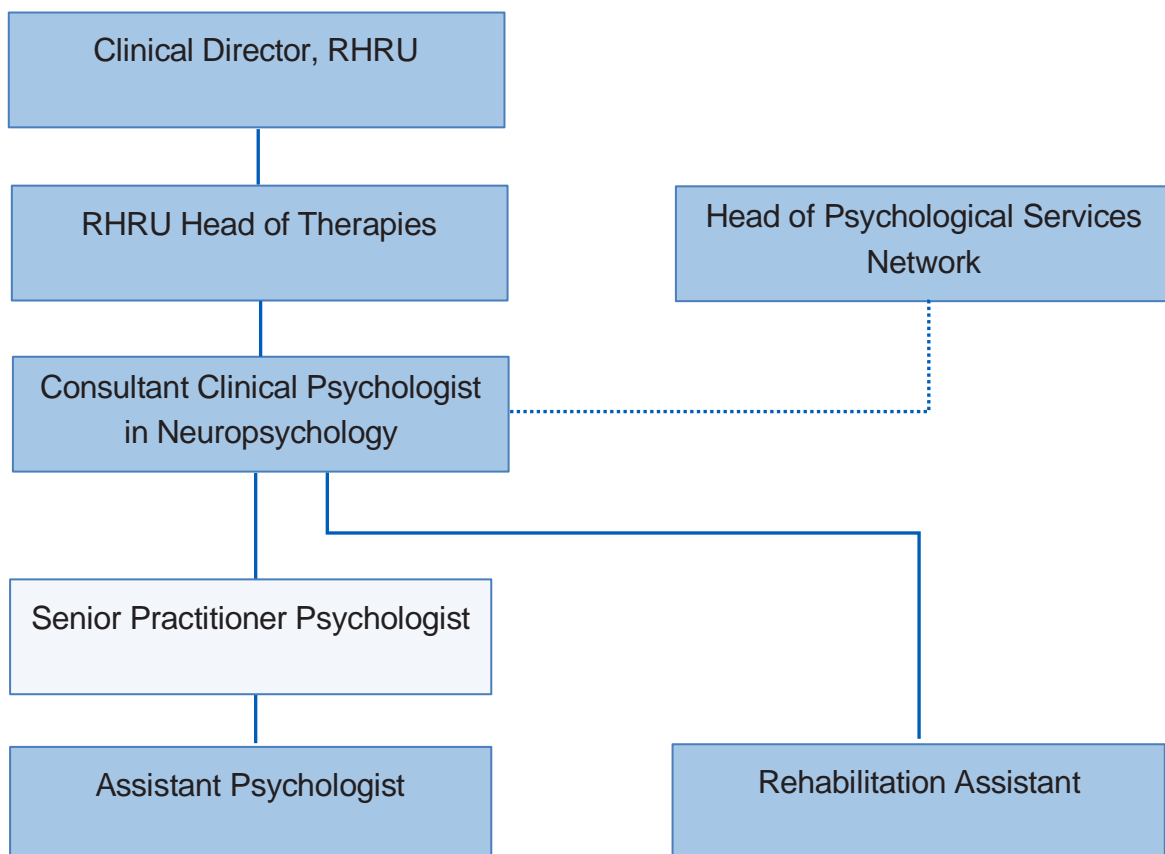 Clinical Director, RHRU
RHRU Head of Therapies
Head of Psychological Services
Network
Consultant Clinical Psychologist
in Neuropsychology
Senior Practitioner Psychologist
Assistant Psychologist
Rehabilitation Assistant